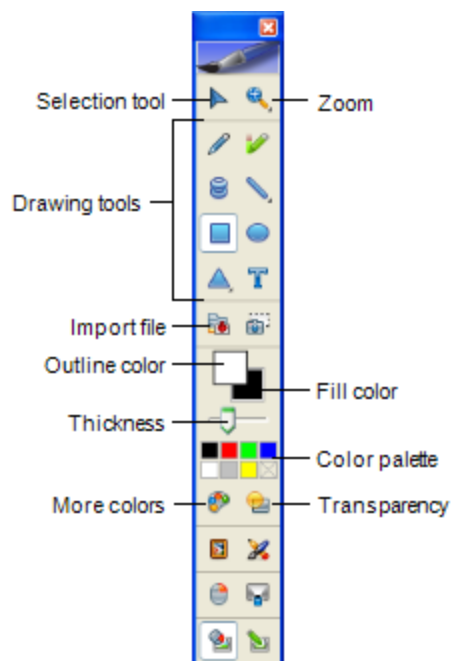 Selection tool
Zoom
Drawing tools
Import file
Outline color
Fill color
Thickness
Color palette
More colors
Transparency